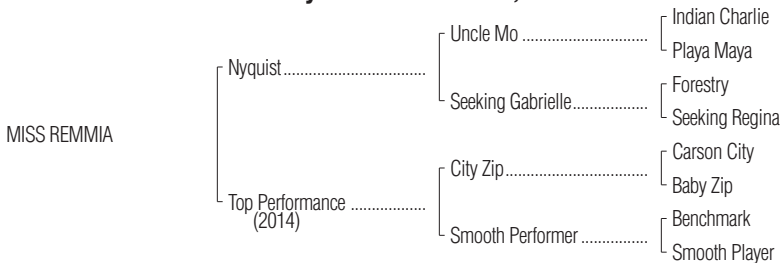 Indian Charlie
Uncle Mo ..............................
Playa Maya
Nyquist..................................
Forestry
Seeking Gabrielle..................
Seeking Regina
MISS REMMIA
Carson City
City Zip..................................
Baby Zip
Top Performance ..................
(2014)
Benchmark
Smooth Performer ................
Smooth Player